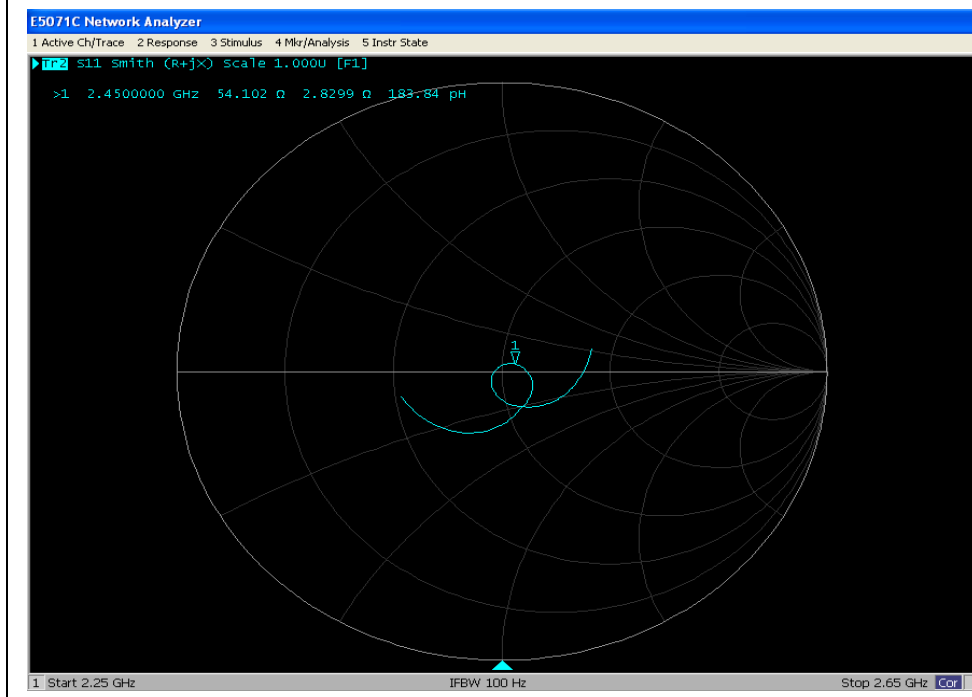 E5071C Network Analyzer
1 Active Ch/Trace 2 Response 3 Stimulus 4 Mkr/Analysis 5 Instr State
Tr2 S11 Smith (R+jX) Scale 1.000U [F1]
>1 2.4500000 GHz 54.102 Ω 2.8299 Ω 183.84 pH
1
1 Start 2.25 GHz IFBW 100 Hz Stop 2.65 GHz Cor